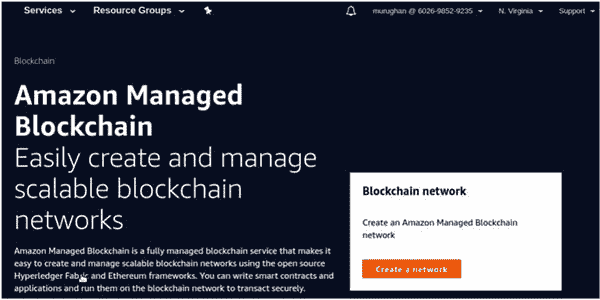 Services Resource Groups murughan @ 6026-9852-9235 N. Virginia Support
Blockchain
Amazon Managed
Blockchain
Easily create and manage
scalable blockchain
networks
Blockchain network
Create an Amazon Managed Blockchain
network
Create a network
Amazon Managed Blockchain is a fully managed blockchain service that makes it
easy to create and manage scalable blockchain networks using the open source
Hyperledger Fabric and Ethereum frameworks. You can write smart contracts and
applications and run them on the blockchain network to transact securely.